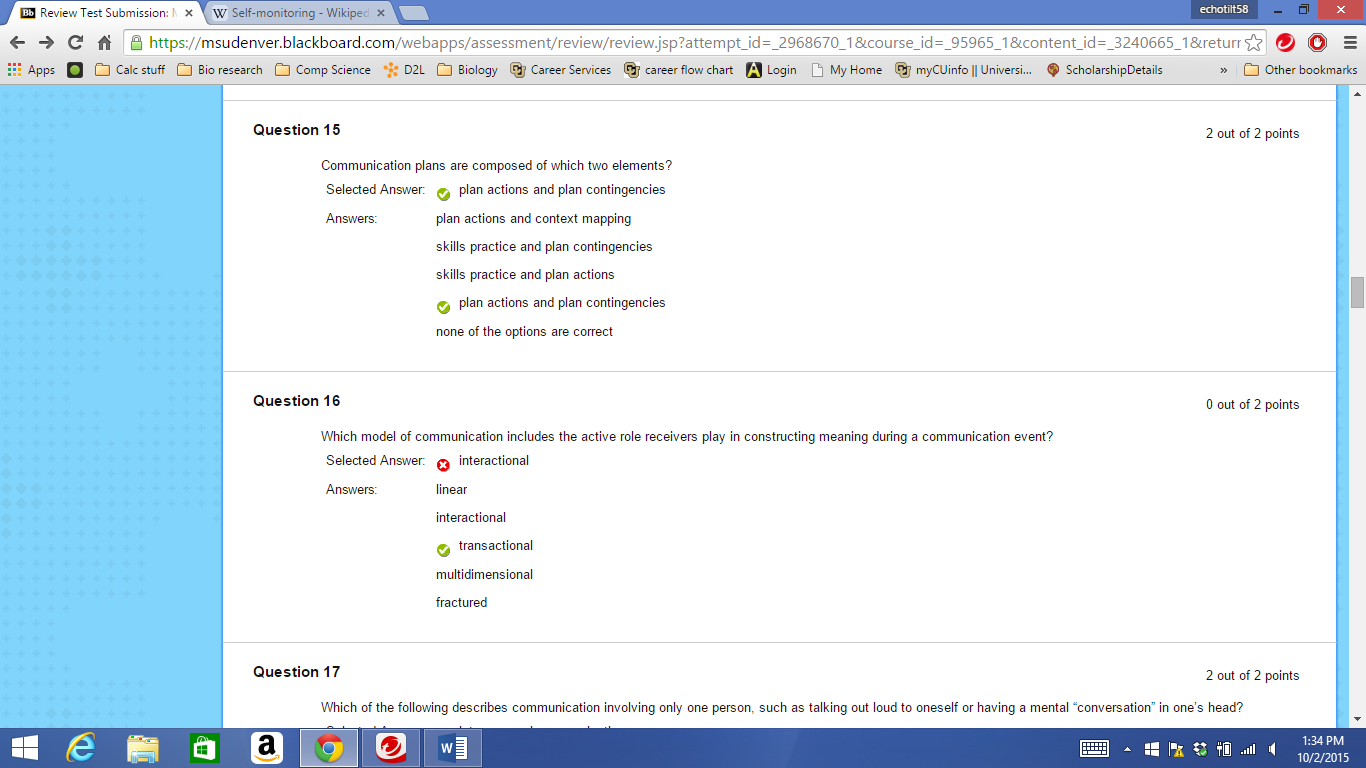 Review Test Submission: M
Self-monitoring - Wikiped
echotilt58
https://msudenver.blackboard.com/webapps/assessment/review/review.jsp?attempt_id=_2968670_1&course_id=_95965_1&content_id=_3240665_1&return
Apps Calc stuff Bio research Comp Science D2L Biology Career Services career flow chart Login My Home myCUinfo || Universi... ScholarshipDetails » Other bookmarks
Question 15
2 out of 2 points
Communication plans are composed of which two elements?
Selected Answer: plan actions and plan contingencies
Answers: plan actions and context mapping
skills practice and plan contingencies
skills practice and plan actions
plan actions and plan contingencies
none of the options are correct
Question 16
0 out of 2 points
Which model of communication includes the active role receivers play in constructing meaning during a communication event?
Selected Answer: interactional
Answers: linear
interactional
transactional
multidimensional
fractured
Question 17
2 out of 2 points
Which of the following describes communication involving only one person, such as talking out loud to oneself or having a mental “conversation” in one’s head?
1:34 PM
10/2/2015